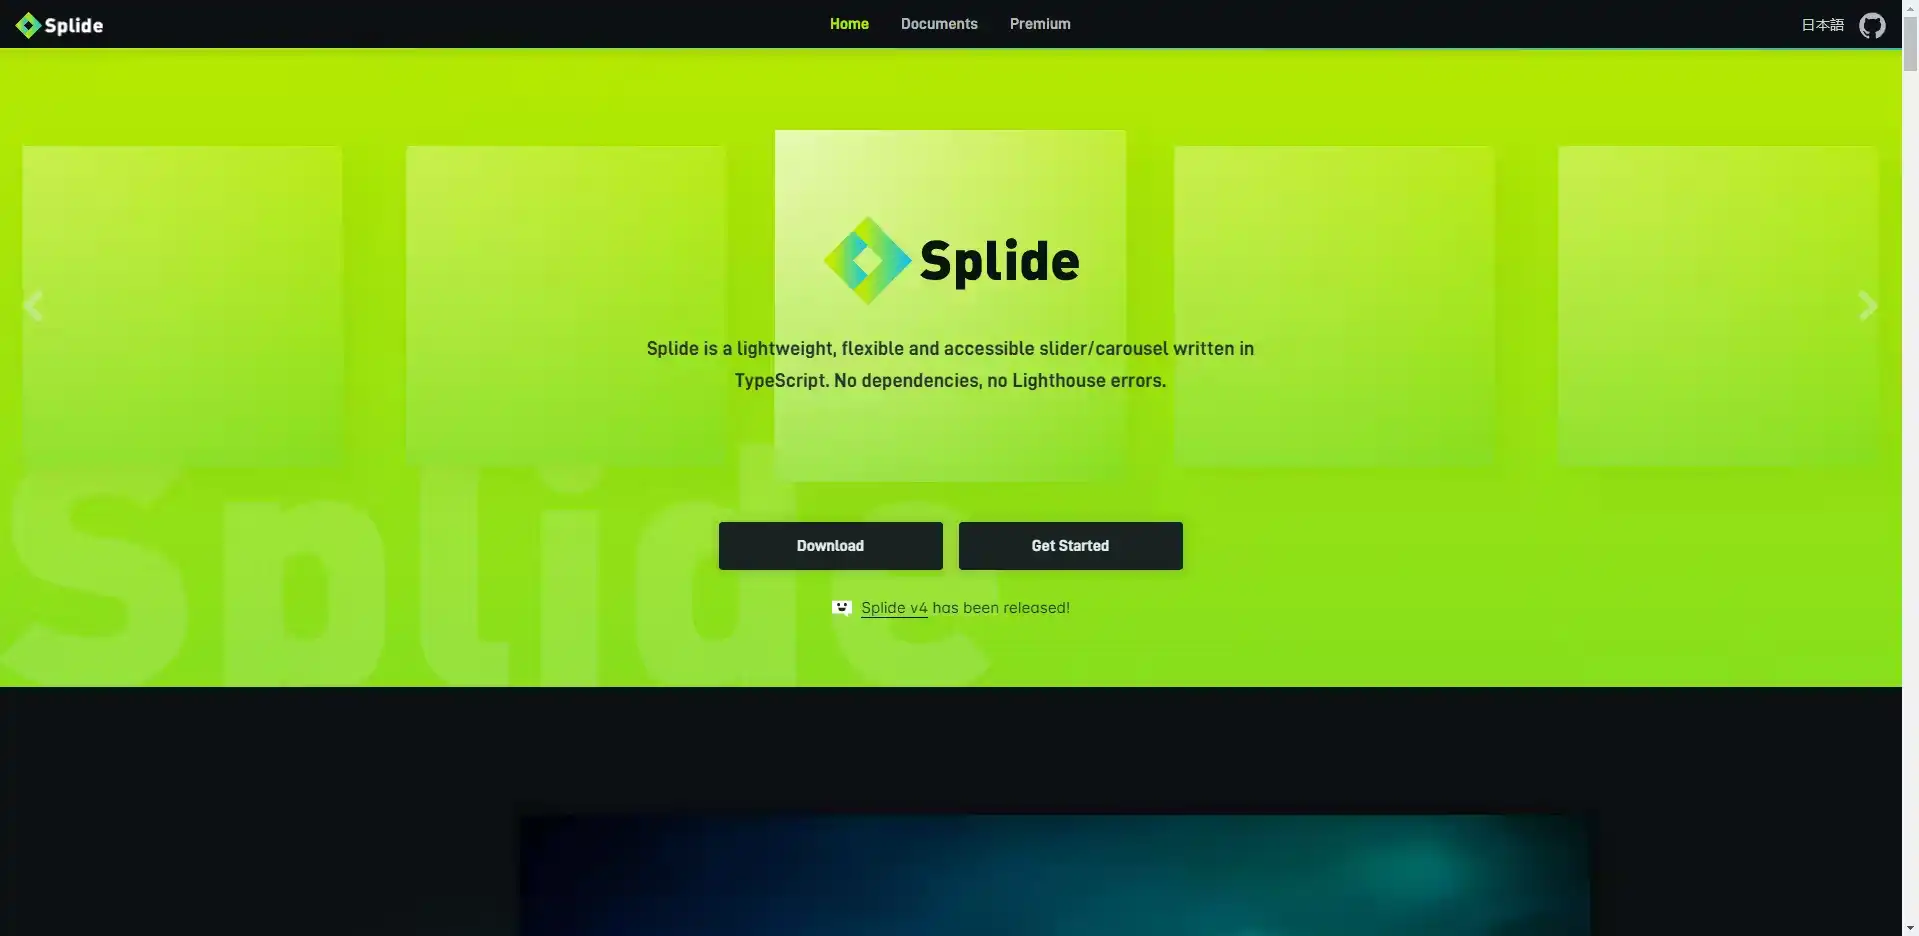 Splide
Home
Documents
Premium
日本語
Splide
Splide is a lightweight, flexible and accessible slider/carousel written in
TypeScript. No dependencies, no Lighthouse errors.
Splide
Download
Get Started
Splide v4 has been released!